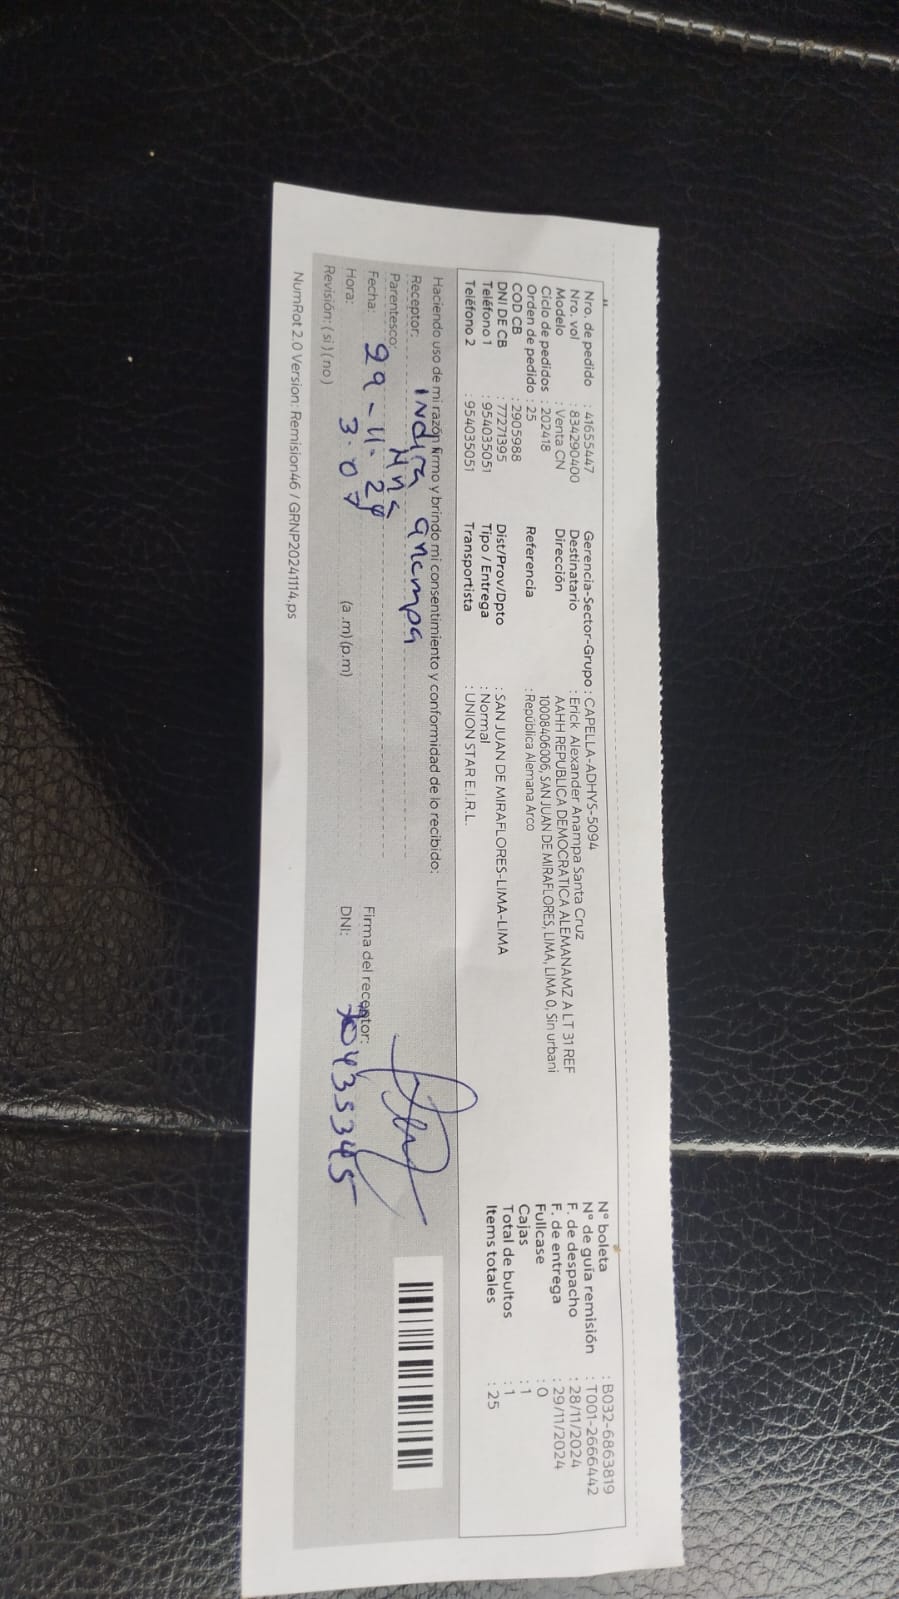 Nro. de pedido : 41655447
Nro. vol : 834290400
Modelo : Venta CN
Ciclo de pedidos : 202418
Orden de pedido : 25
COD CB : 2905988
DNI DE CB : 77271395
Teléfono 1 : 954035051
Teléfono 2 : 954035051
Gerencia-Sector-Grupo : CAPELLA-ADHYS-5094
Destinatario : Erick Alexander Anampa Santa Cruz
Dirección AAHH REPUBLICA DEMOCRATICA ALEMANAMZ A LT 31 REF
10008406006, SAN JUAN DE MIRAFLORES, LIMA, LIMA 0, Sin urbani
Referencia : República Alemana Arco
Dist/Prov/Dpto : SAN JUAN DE MIRAFLORES-LIMA-LIMA
Tipo / Entrega : Normal
Transportista : UNION STAR E.I.R.L.
N° boleta : B032-6863819
N° de guía remisión : T001-2666442
F. de despacho : 28/11/2024
F. de entrega : 29/11/2024
Fullcase : 0
Cajas : 1
Total de bultos : 1
Items totales : 25
Haciendo uso de mi razón firmo y brindo mi consentimiento y conformidad de lo recibido:
Receptor: Indira anampa
Parentesco:
Fecha: 29-11-24
Hora: 3.07 (a .m) (p.m)
Revisión: ( si ) ( no )
Firma del receptor:
DNI: 70435345
NumRot 2.0 Version: Remision46 / GRNP20241114.ps